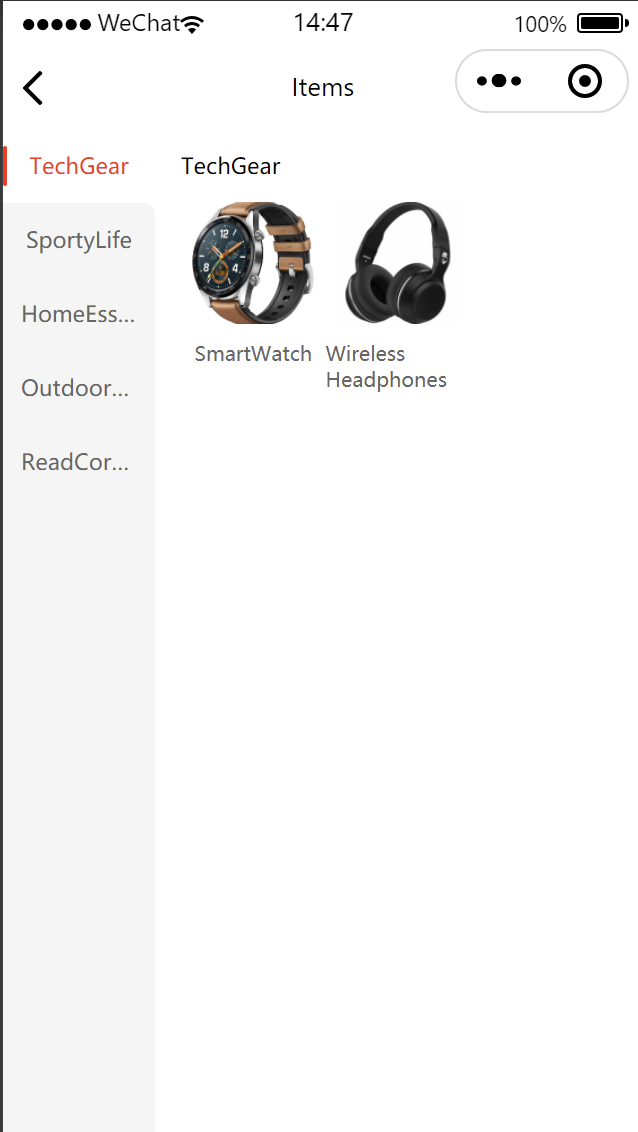 WeChat 14:47 100%
Items
TechGear
SportyLife
HomeEss...
Outdoor...
ReadCor...
TechGear
SmartWatch
Wireless
Headphones